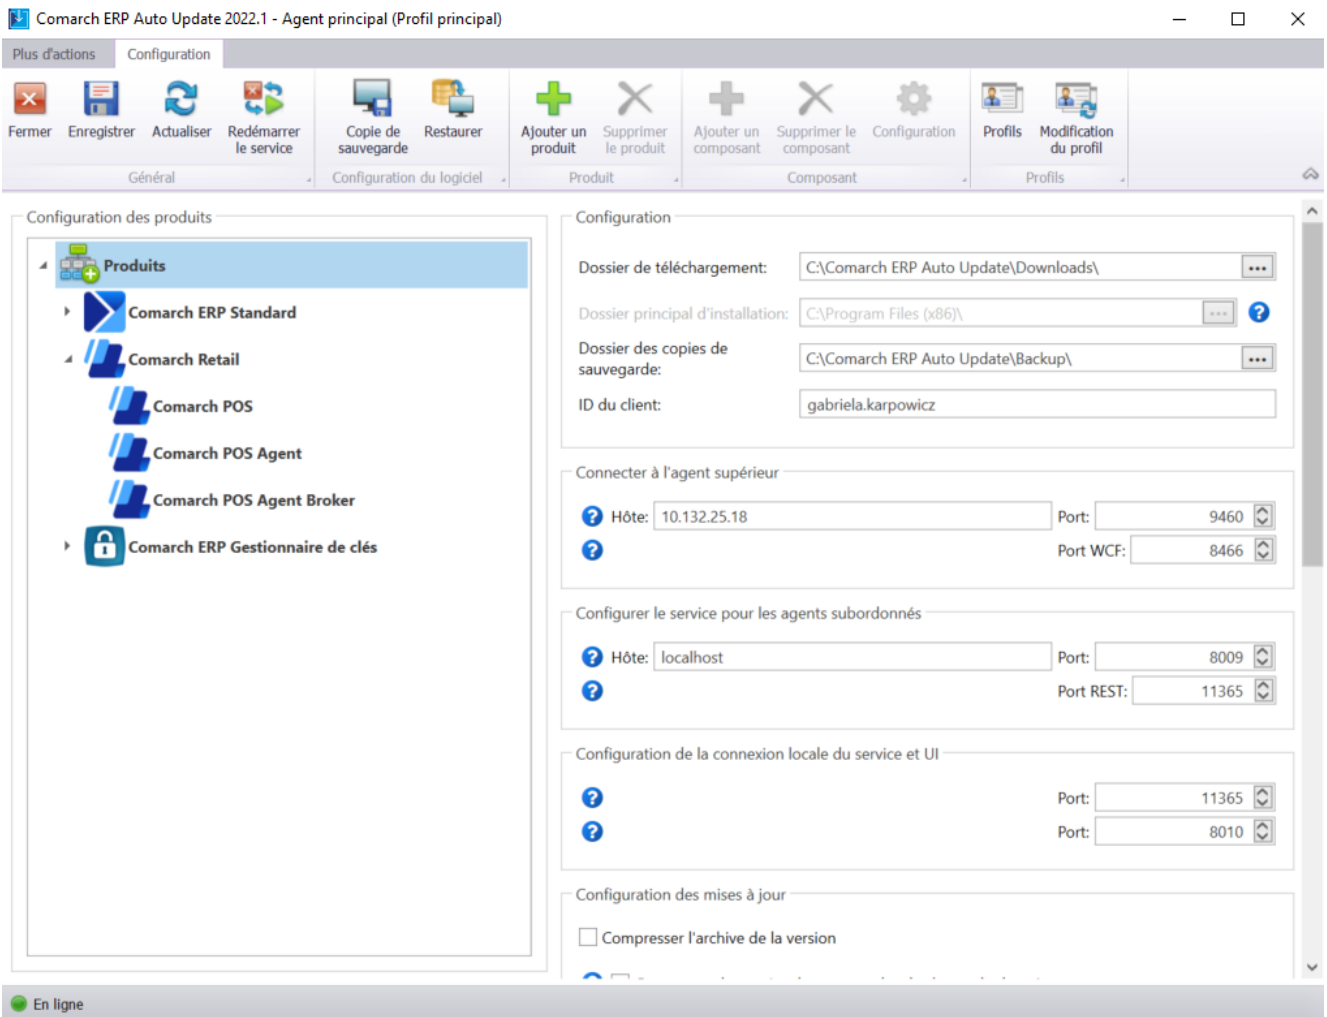 Comarch ERP Auto Update 2022.1 - Agent principal (Profil principal)
Plus d'actions Configuration
Fermer Enregistrer Actualiser Redémarrer le service Copie de sauvegarde Restaurer Ajouter un produit Supprimer le produit Ajouter un composant Supprimer le composant Configuration Profils Modification du profil
Général Configuration du logiciel Produit Composant Profils
Configuration des produits
Produits
Comarch ERP Standard
Comarch Retail
Comarch POS
Comarch POS Agent
Comarch POS Agent Broker
Comarch ERP Gestionnaire de clés
Configuration
Dossier de téléchargement: C:\Comarch ERP Auto Update\Downloads\ ...
Dossier principal d'installation: C:\Program Files (x86)\ ... ?
Dossier des copies de
sauvegarde: C:\Comarch ERP Auto Update\Backup\ ...
ID du client: gabriela.karpowicz
Connecter à l'agent supérieur
? Hôte: 10.132.25.18 Port: 9460
? Port WCF: 8466
Configurer le service pour les agents subordonnés
? Hôte: localhost Port: 8009
? Port REST: 11365
Configuration de la connexion locale du service et UI
? Port: 11365
? Port: 8010
Configuration des mises à jour
Compresser l'archive de la version
En ligne